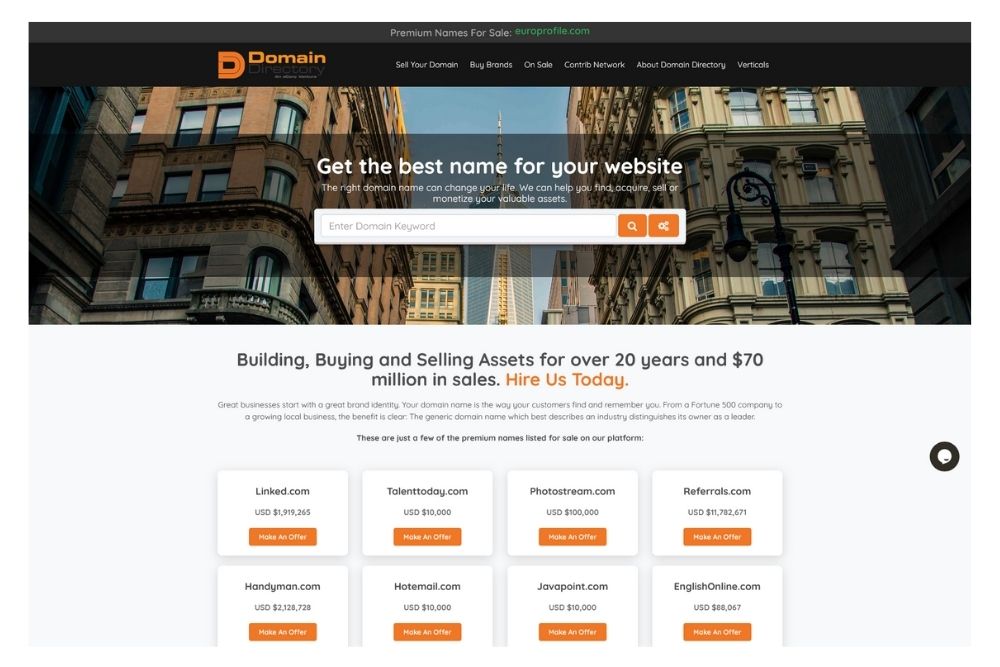 Premium Names For Sale: europrofile.com
Domain
Directory
An eCorp Venture
Sell Your Domain Buy Brands On Sale Contrib Network About Domain Directory Verticals
Get the best name for your website
The right domain name can change your life. We can help you find, acquire, sell or
monetize your valuable assets.
Enter Domain Keyword
Building, Buying and Selling Assets for over 20 years and $70
million in sales. Hire Us Today.
Great businesses start with a great brand identity. Your domain name is the way your customers find and remember you. From a Fortune 500 company to
a growing local business, the benefit is clear: The generic domain name which best describes an industry distinguishes its owner as a leader.
These are just a few of the premium names listed for sale on our platform:
Linked.com Talenttoday.com Photostream.com Referrals.com
USD $1,919,265 USD $10,000 USD $100,000 USD $11,782,671
Make An Offer Make An Offer Make An Offer Make An Offer
Handyman.com Hotemail.com Javapoint.com EnglishOnline.com
USD $2,128,728 USD $10,000 USD $10,000 USD $88,067
Make An Offer Make An Offer Make An Offer Make An Offer